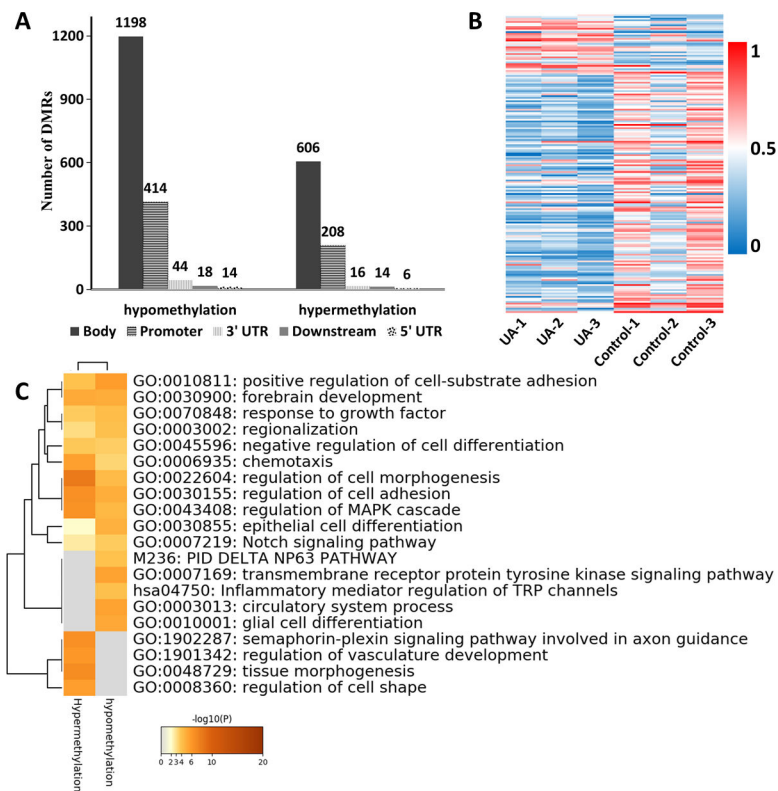 A
1198
1200
900
600
300
0
Number of DMRs
414
44
18
14
606
208
16
14
6
hypomethylation
hypermethylation
Body
Promoter
3' UTR
Downstream
5' UTR
B
1
0.5
0
UA-1
UA-2
UA-3
Control-1
Control-2
Control-3
C
GO:0010811: positive regulation of cell-substrate adhesion
GO:0030900: forebrain development
GO:0070848: response to growth factor
GO:0003002: regionalization
GO:0045596: negative regulation of cell differentiation
GO:0006935: chemotaxis
GO:0022604: regulation of cell morphogenesis
GO:0030155: regulation of cell adhesion
GO:0043408: regulation of MAPK cascade
GO:0030855: epithelial cell differentiation
GO:0007219: Notch signaling pathway
M236: PID DELTA NP63 PATHWAY
GO:0007169: transmembrane receptor protein tyrosine kinase signaling pathway
hsa04750: Inflammatory mediator regulation of TRP channels
GO:0003013: circulatory system process
GO:0010001: glial cell differentiation
GO:1902287: semaphorin-plexin signaling pathway involved in axon guidance
GO:1901342: regulation of vasculature development
GO:0048729: tissue morphogenesis
GO:0008360: regulation of cell shape
Hypermethylation
hypomethylation
-log10(P)
0 2 3 4 6 10 20